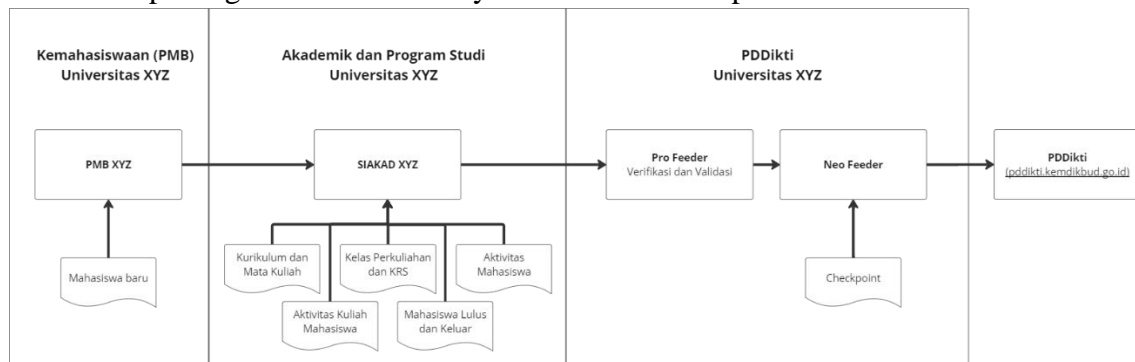 Kemahasiswaan (PMB)
Universitas XYZ
Akademik dan Program Studi
Universitas XYZ
PDDikti
Universitas XYZ
PMB XYZ
SIAKAD XYZ
Pro Feeder
Verifikasi dan Validasi
Neo Feeder
PDDikti
(pddikti.kemdikbud.go.id)
Mahasiswa baru
Kurikulum dan
Mata Kuliah
Kelas Perkuliahan
dan KRS
Aktivitas
Mahasiswa
Aktivitas Kuliah
Mahasiswa
Mahasiswa Lulus
dan Keluar
Checkpoint